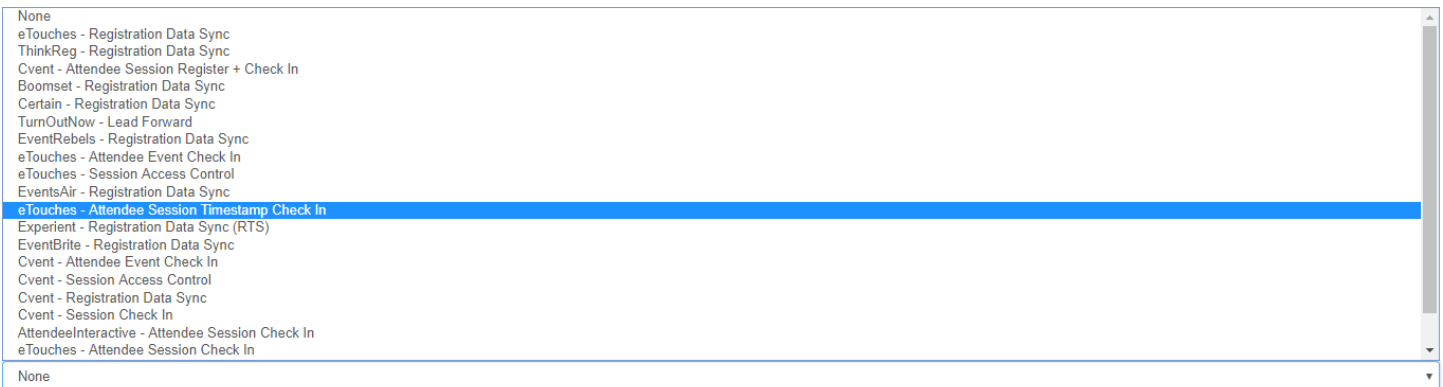 None
eTouches - Registration Data Sync
ThinkReg - Registration Data Sync
Cvent - Attendee Session Register + Check In
Boomset - Registration Data Sync
Certain - Registration Data Sync
TurnOutNow - Lead Forward
EventRebels - Registration Data Sync
eTouches - Attendee Event Check In
eTouches - Session Access Control
EventsAir - Registration Data Sync
eTouches - Attendee Session Timestamp Check In
Experient - Registration Data Sync (RTS)
EventBrite - Registration Data Sync
Cvent - Attendee Event Check In
Cvent - Session Access Control
Cvent - Registration Data Sync
Cvent - Session Check In
AttendeeInteractive - Attendee Session Check In
eTouches - Attendee Session Check In
None